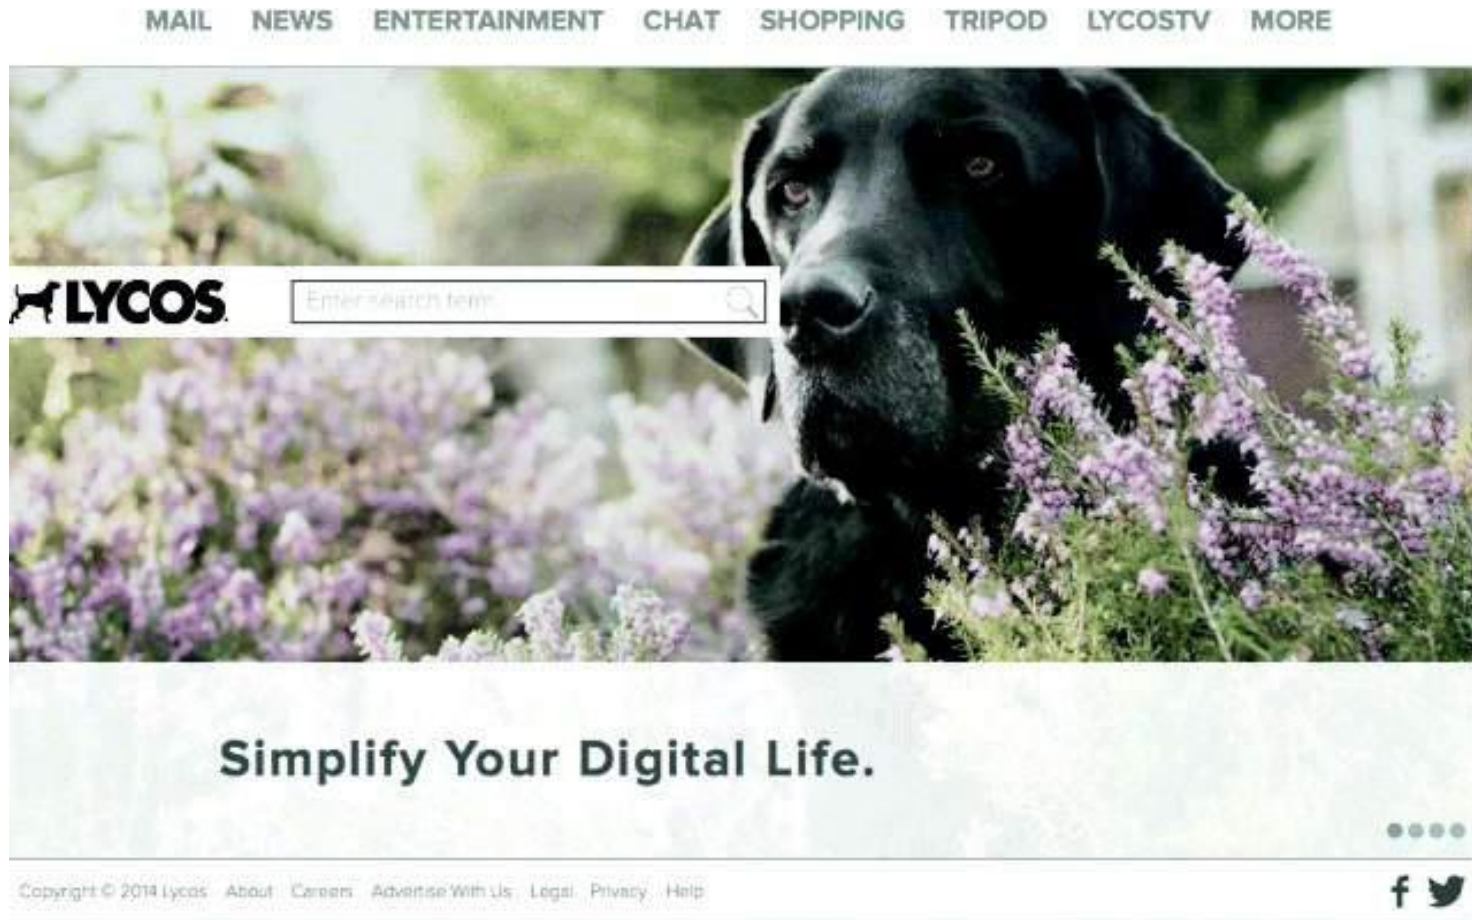 MAIL NEWS ENTERTAINMENT CHAT SHOPPING TRIPOD LYCOSTV MORE
LYCOS Enter search term
Simplify Your Digital Life.
Copyright © 2014 Lycos About Careers Advertise With Us Legal Privacy Help